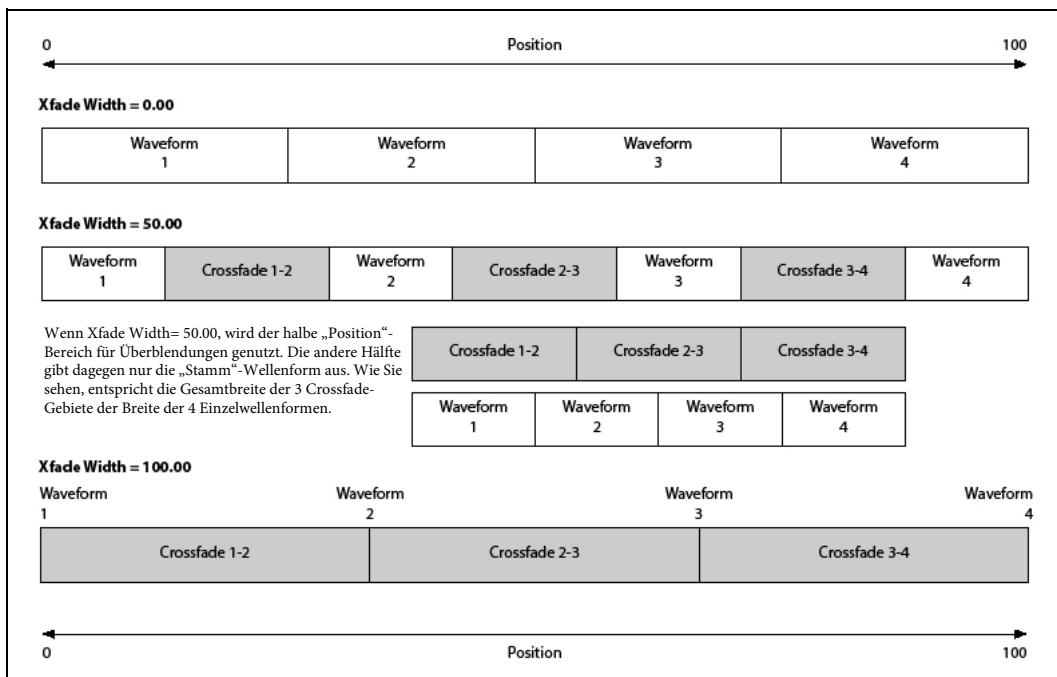 0 Position 100
Xfade Width = 0.00
Waveform Waveform Waveform Waveform
1 2 3 4
Xfade Width = 50.00
Waveform 1 Crossfade 1-2 Waveform 2 Crossfade 2-3 Waveform 3 Crossfade 3-4 Waveform 4
Wenn Xfade Width= 50.00, wird der halbe „Position“-
Bereich für Überblendungen genutzt. Die andere Hälfte
gibt dagegen nur die „Stamm“-Wellenform aus. Wie Sie
sehen, entspricht die Gesamtbreite der 3 Crossfade-
Gebiete der Breite der 4 Einzelwellenformen.
Crossfade 1-2 Crossfade 2-3 Crossfade 3-4
Waveform Waveform Waveform Waveform
1 2 3 4
Xfade Width = 100.00
Waveform Waveform Waveform Waveform
1 2 3 4
Crossfade 1-2 Crossfade 2-3 Crossfade 3-4
0 Position 100